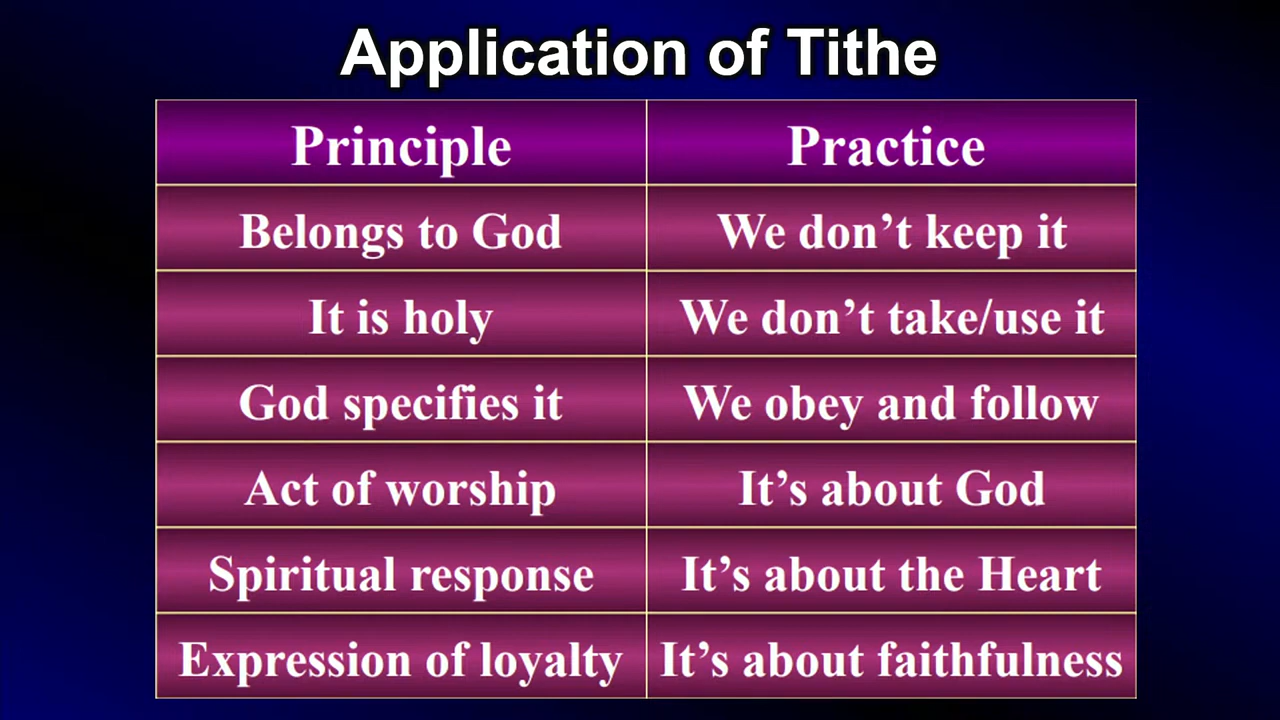 Application of Tithe
Principle Practice
Belongs to God We don’t keep it
It is holy We don’t take/use it
God specifies it We obey and follow
Act of worship It’s about God
Spiritual response It’s about the Heart
Expression of loyalty It’s about faithfulness